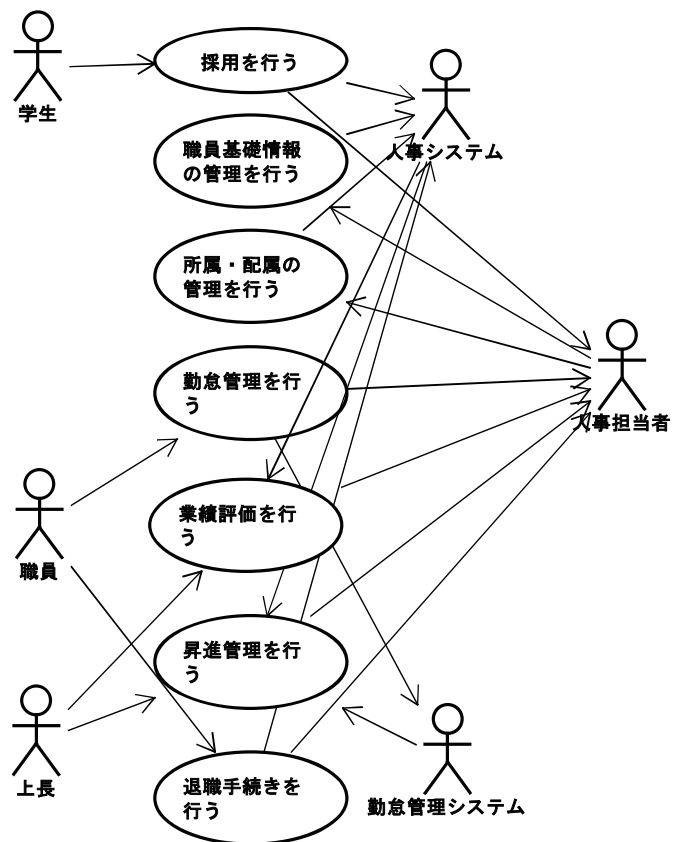 採用を行う
学生
職員基礎情報
の管理を行う
人事システム
所属・配属の
管理を行う
勤怠管理を行
う
人事担当者
業績評価を行
う
職員
昇進管理を行
う
上長
退職手続きを
行う
勤怠管理システム